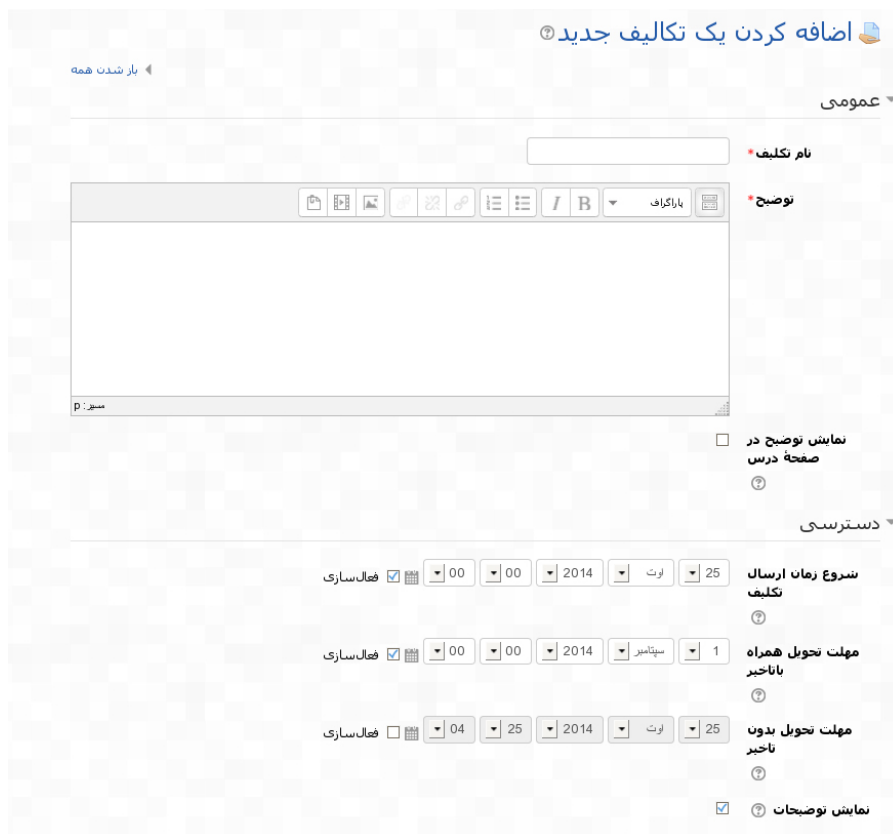 اضافه کردن یک تکالیف جدید
باز شدن همه
عمومی
نام تکلیف*
توضیح*
پاراگراف B I
مسیر: p
نمایش توضیح در
صفحهٔ درس
دسترسی
شروع زمان ارسال
تکلیف
25 اوت 2014 00 00 فعال‌سازی
مهلت تحویل همراه
باتاخیر
1 سپتامبر 2014 00 00 فعال‌سازی
مهلت تحویل بدون
تاخیر
25 اوت 2014 25 04 فعال‌سازی
نمایش توضیحات